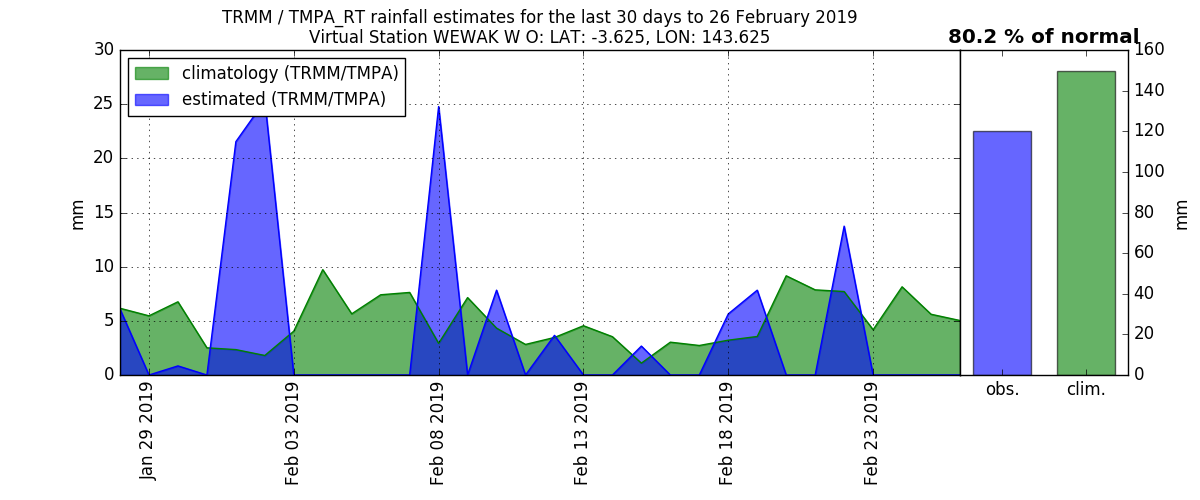 TRMM / TMPA_RT rainfall estimates for the last 30 days to 26 February 2019
Virtual Station WEWAK W O: LAT: -3.625, LON: 143.625
80.2 % of normal
climatology (TRMM/TMPA)
estimated (TRMM/TMPA)
30
25
20
15
10
5
0
mm
Jan 29 2019
Feb 03 2019
Feb 08 2019
Feb 13 2019
Feb 18 2019
Feb 23 2019
160
140
120
100
80
60
40
20
0
mm
obs.
clim.